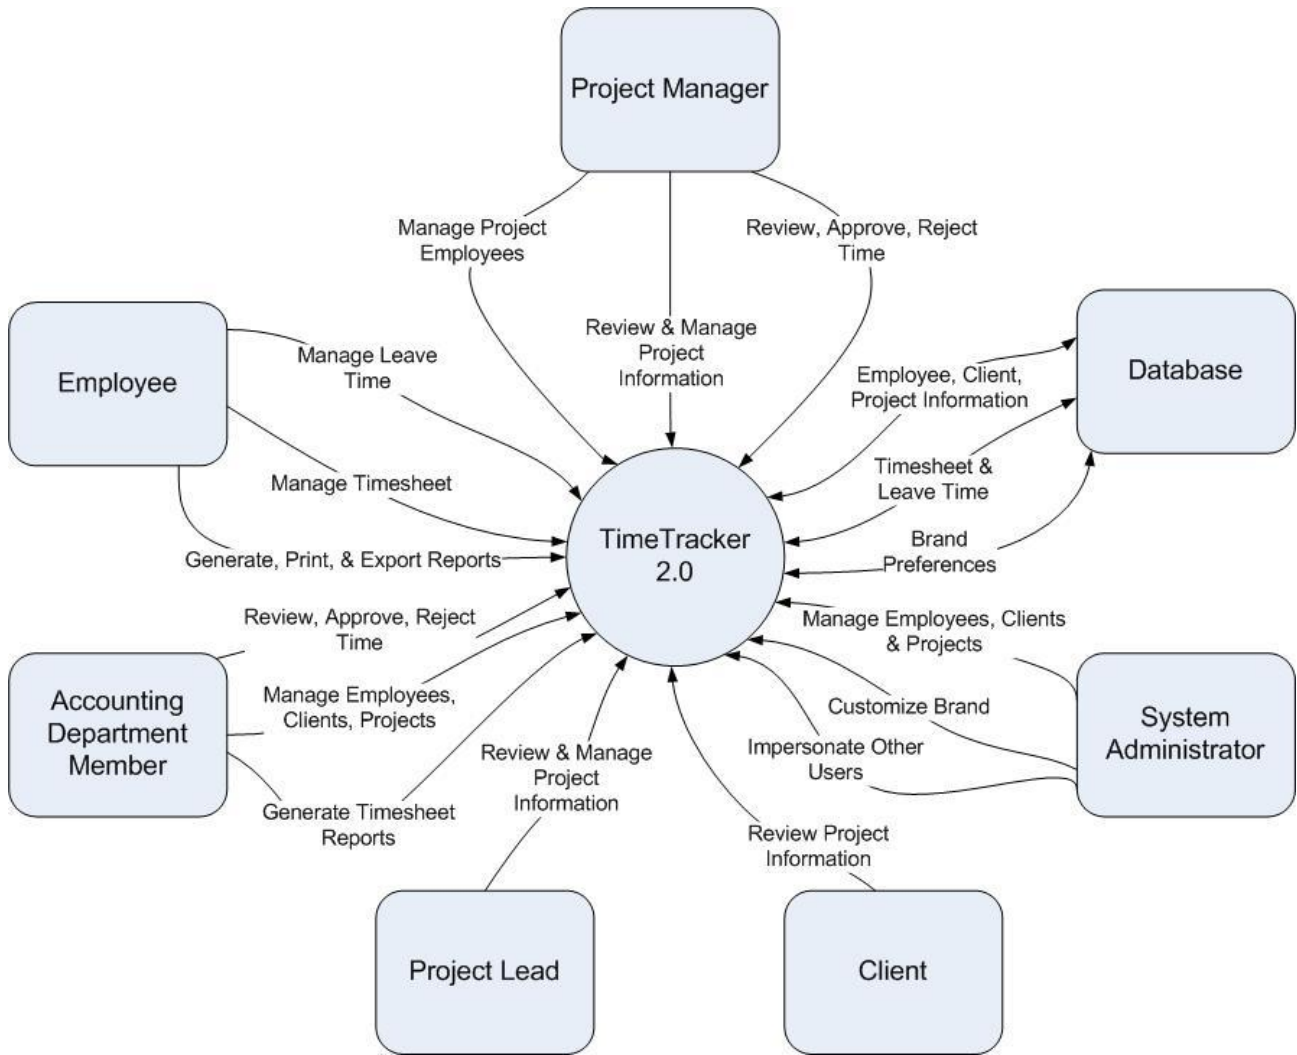 Project Manager
Manage Project
Employees
Review, Approve, Reject
Time
Review & Manage
Project
Information
Employee
Manage Leave
Time
Manage Timesheet
Generate, Print, & Export Reports
Database
Employee, Client,
Project Information
Timesheet &
Leave Time
Brand
Preferences
TimeTracker
2.0
Accounting
Department
Member
Review, Approve, Reject
Time
Manage Employees,
Clients, Projects
Generate Timesheet
Reports
System
Administrator
Manage Employees, Clients
& Projects
Customize Brand
Impersonate Other
Users
Review & Manage
Project
Information
Project Lead
Review Project
Information
Client